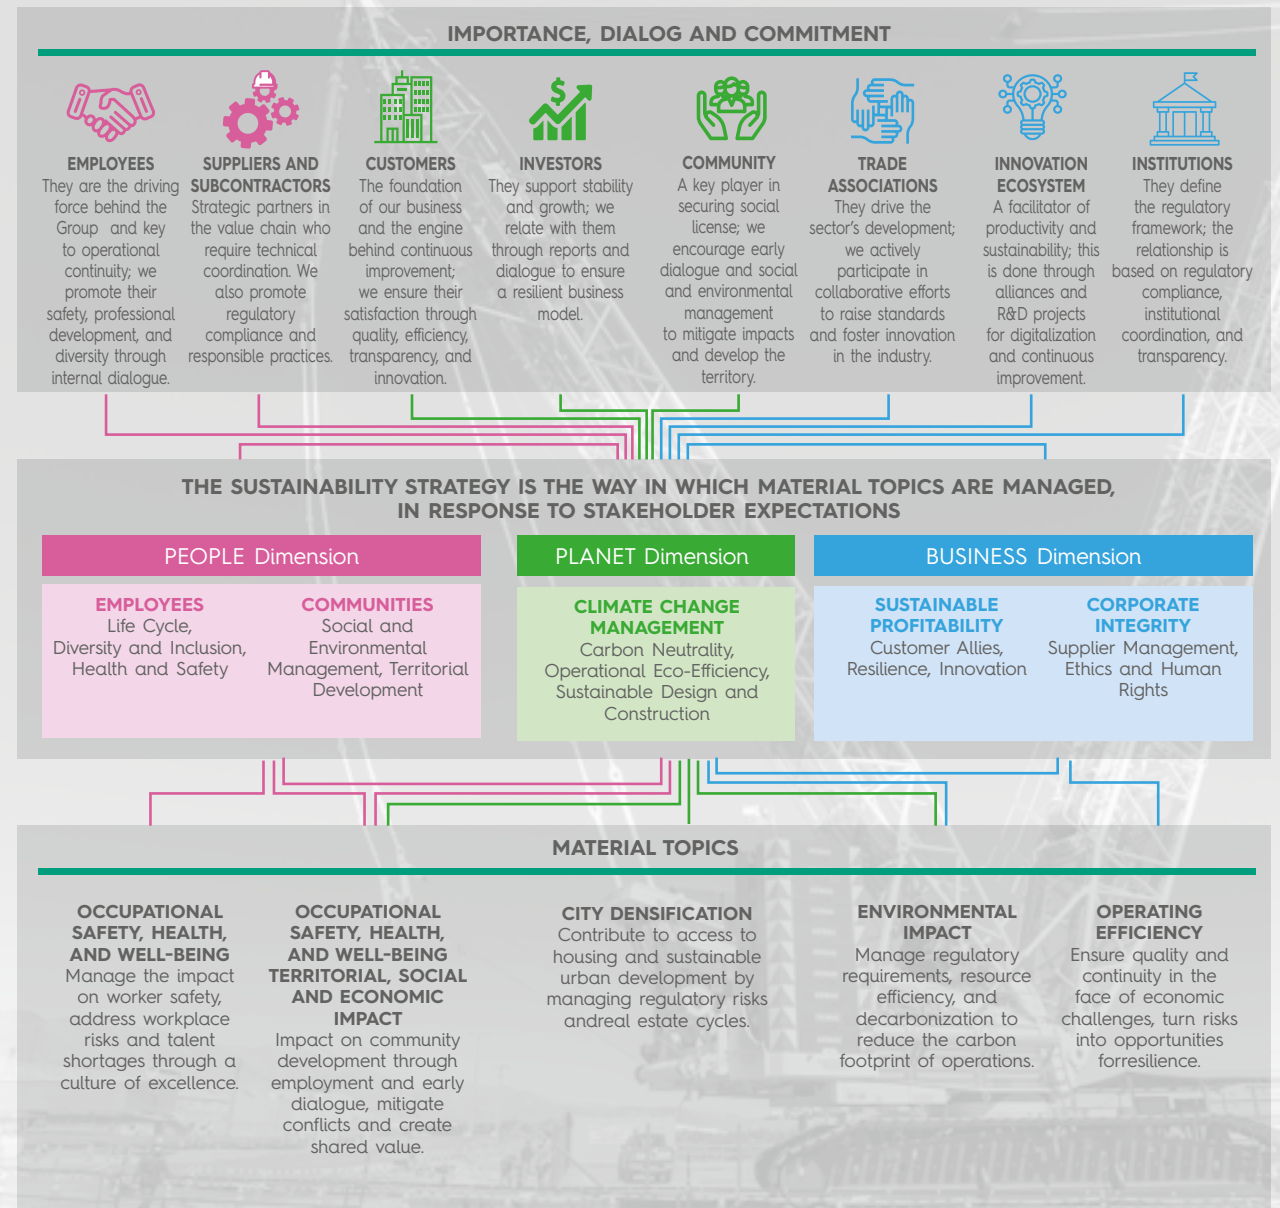 IMPORTANCE, DIALOG AND COMMITMENT
EMPLOYEES
They are the driving
force behind the
Group and key
to operational
continuity; we
promote their
safety, professional
development, and
diversity through
internal dialogue.
SUPPLIERS AND
SUBCONTRACTORS
Strategic partners in
the value chain who
require technical
coordination. We
also promote
regulatory
compliance and
responsible practices.
CUSTOMERS
The foundation
of our business
and the engine
behind continuous
improvement;
we ensure their
satisfaction through
quality, efficiency,
transparency, and
innovation.
INVESTORS
They support stability
and growth; we
relate with them
through reports and
dialogue to ensure
a resilient business
model.
COMMUNITY
A key player in
securing social
license; we
encourage early
dialogue and social
and environmental
management
to mitigate impacts
and develop the
territory.
TRADE
ASSOCIATIONS
They drive the
sector's development;
we actively
participate in
collaborative efforts
to raise standards
and foster innovation
in the industry.
INNOVATION
ECOSYSTEM
A facilitator of
productivity and
sustainability; this
is done through
alliances and
R&D projects
for digitalization
and continuous
improvement.
INSTITUTIONS
They define
the regulatory
framework; the
relationship is
based on regulatory
compliance,
institutional
coordination, and
transparency.
THE SUSTAINABILITY STRATEGY IS THE WAY IN WHICH MATERIAL TOPICS ARE MANAGED,
IN RESPONSE TO STAKEHOLDER EXPECTATIONS
PEOPLE Dimension
EMPLOYEES
Life Cycle,
Diversity and Inclusion,
Health and Safety
COMMUNITIES
Social and
Environmental
Management, Territorial
Development
PLANET Dimension
CLIMATE CHANGE
MANAGEMENT
Carbon Neutrality,
Operational Eco-Efficiency,
Sustainable Design and
Construction
BUSINESS Dimension
SUSTAINABLE
PROFITABILITY
Customer Allies,
Resilience, Innovation
CORPORATE
INTEGRITY
Supplier Management,
Ethics and Human
Rights
MATERIAL TOPICS
OCCUPATIONAL
SAFETY, HEALTH,
AND WELL-BEING
Manage the impact
on worker safety,
address workplace
risks and talent
shortages through a
culture of excellence.
OCCUPATIONAL
SAFETY, HEALTH,
AND WELL-BEING
TERRITORIAL, SOCIAL
AND ECONOMIC
IMPACT
Impact on community
development through
employment and early
dialogue, mitigate
conflicts and create
shared value.
CITY DENSIFICATION
Contribute to access to
housing and sustainable
urban development by
managing regulatory risks
andreal estate cycles.
ENVIRONMENTAL
IMPACT
Manage regulatory
requirements, resource
efficiency, and
decarbonization to
reduce the carbon
footprint of operations.
OPERATING
EFFICIENCY
Ensure quality and
continuity in the
face of economic
challenges, turn risks
into opportunities
forresilience.